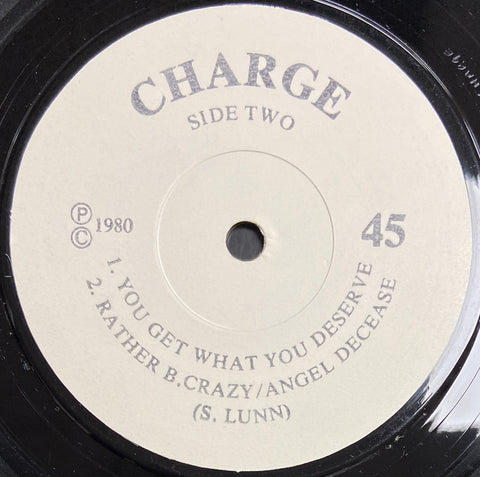 CHARGE
SIDE TWO
Ⓟ
© 1980
45
1. YOU GET WHAT YOU DESERVE
2. RATHER B. CRAZY/ANGEL DECEASE
(S. LUNN)